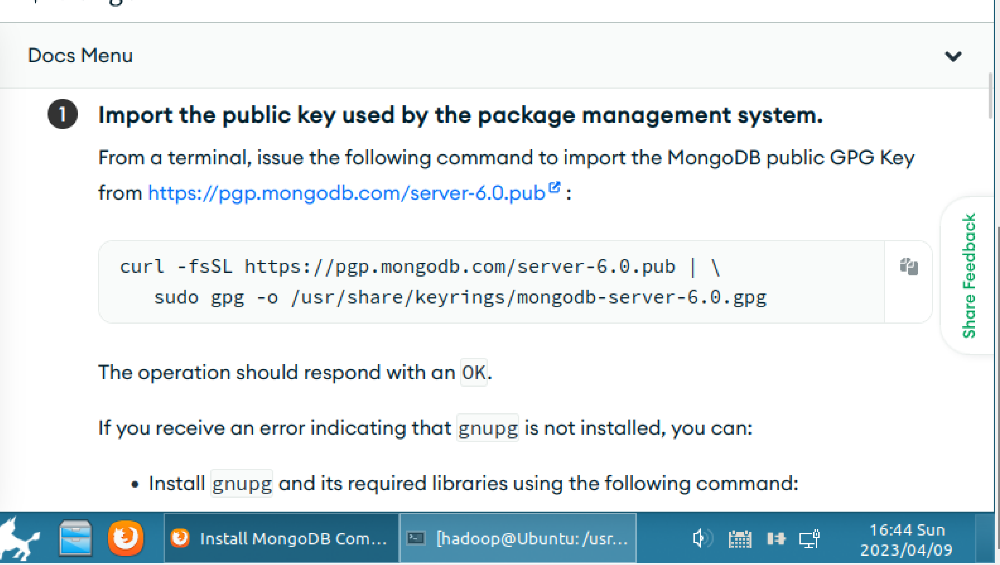 Docs Menu
1 Import the public key used by the package management system.
From a terminal, issue the following command to import the MongoDB public GPG Key
from https://pgp.mongodb.com/server-6.0.pub :
curl -fsSL https://pgp.mongodb.com/server-6.0.pub | \
sudo gpg -o /usr/share/keyrings/mongodb-server-6.0.gpg
Share Feedback
The operation should respond with an OK.
If you receive an error indicating that gnupg is not installed, you can:
• Install gnupg and its required libraries using the following command:
Install MongoDB Com...
[hadoop@Ubuntu: /usr...
16:44 Sun
2023/04/09